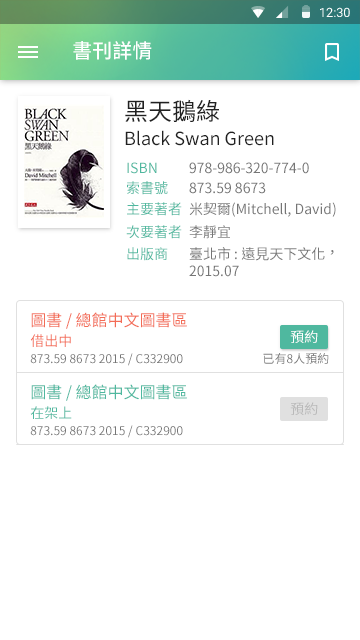 12:30
書刊詳情
BLACK
SWAN
GREEN
黑天鵝綠
David Mitchell
黑天鵝綠
Black Swan Green
ISBN 978-986-320-774-0
索書號 873.59 8673
主要著者 米契爾(Mitchell, David)
次要著者 李靜宜
出版商 臺北市 : 遠見天下文化，
2015.07
圖書 / 總館中文圖書區
借出中
預約
873.59 8673 2015 / C332900
已有8人預約
圖書 / 總館中文圖書區
在架上
預約
873.59 8673 2015 / C332900